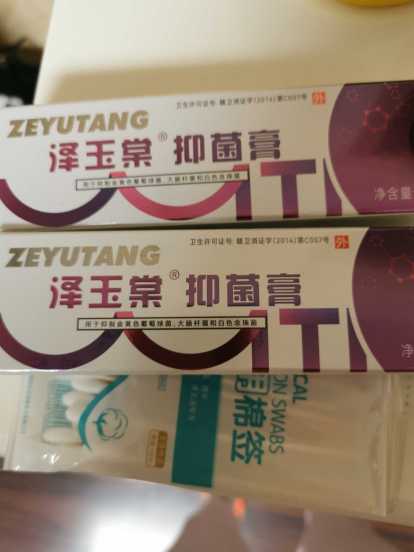 卫生许可证号: 赣卫消证字(2014)第C007号 外
ZEYUTANG
泽玉棠® 抑菌膏
用于抑制金黄色葡萄球菌、大肠杆菌和白色念珠菌
净含量
卫生许可证号: 赣卫消证字(2014)第C007号 外
ZEYUTANG
泽玉棠® 抑菌膏
用于抑制金黄色葡萄球菌、大肠杆菌和白色念珠菌
CAL
ON SWABS
用棉签